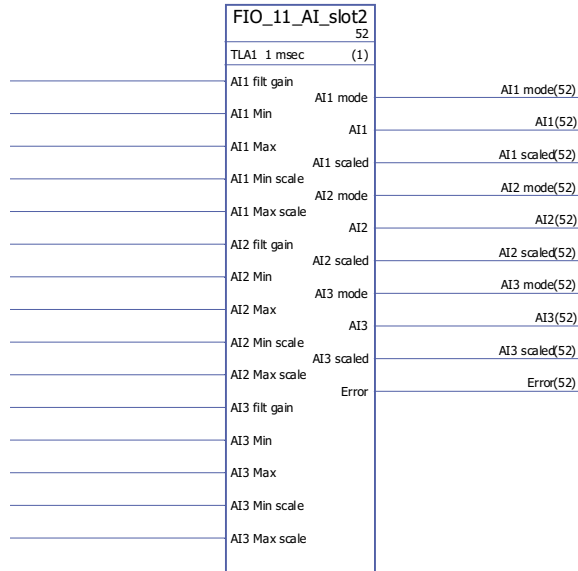 FIO_11_AI_slot2
52
TLA1 1 msec (1)
AI1 filt gain
AI1 mode AI1 mode(52)
AI1 Min
AI1 AI1(52)
AI1 Max
AI1 scaled AI1 scaled(52)
AI1 Min scale
AI2 mode AI2 mode(52)
AI1 Max scale
AI2 AI2(52)
AI2 filt gain
AI2 scaled AI2 scaled(52)
AI2 Min
AI3 mode AI3 mode(52)
AI2 Max
AI3 AI3(52)
AI2 Min scale
AI3 scaled AI3 scaled(52)
AI2 Max scale
Error Error(52)
AI3 filt gain
AI3 Min
AI3 Max
AI3 Min scale
AI3 Max scale